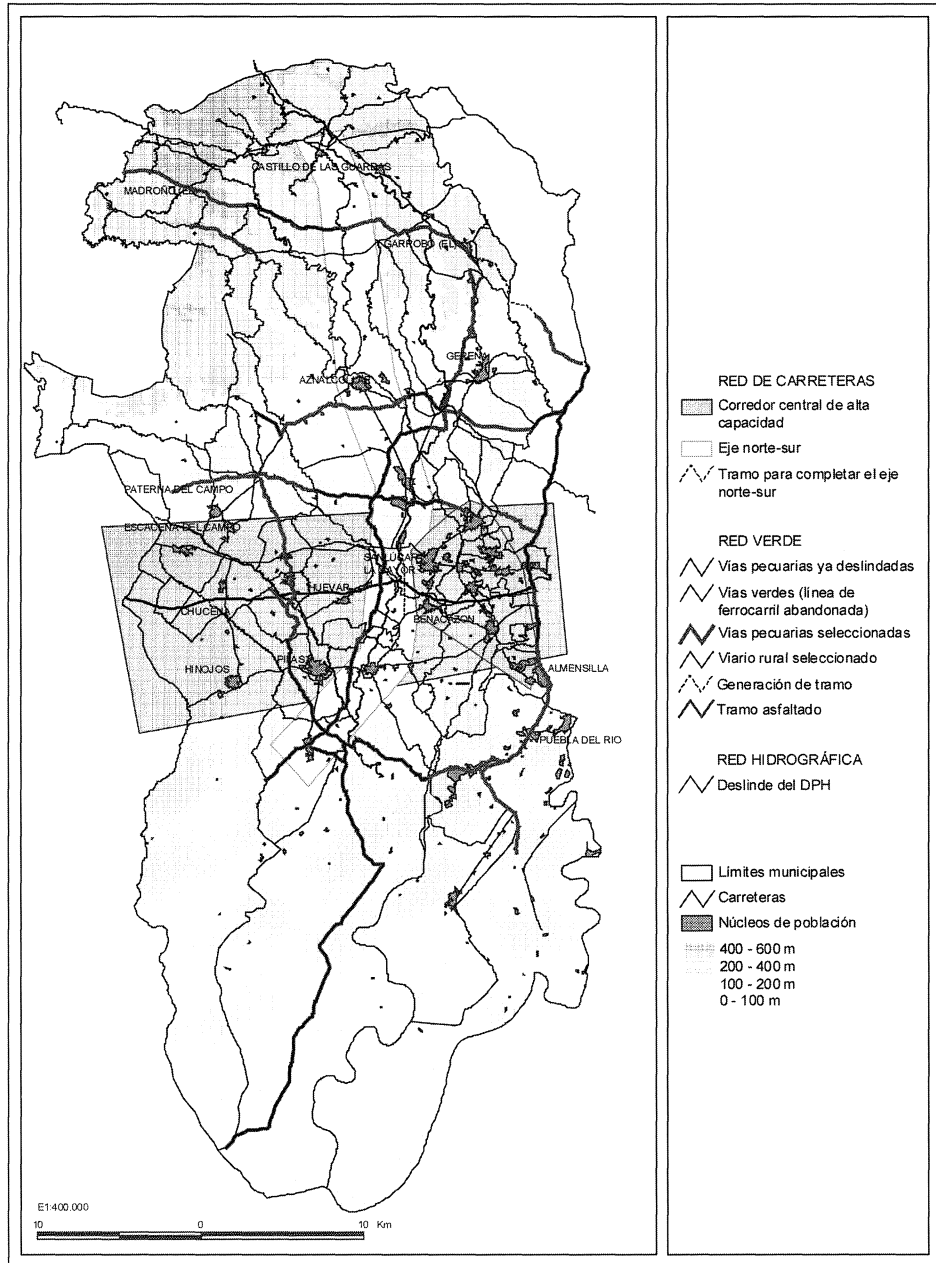 CASTILLO DE LAS GUARDAS
GARROBO (EL)
GERENA
PATERNA DEL CAMPO
ESCACENA DEL CAMPO
HUEVAR
CHUCENA
BENACAZON
HINOJOS
PILAS
ALMENSILLA
PUEBLA DEL RIO
E1:400.000
10 0 10 Km
RED DE CARRETERAS
Corredor central de alta
capacidad
Eje norte-sur
Tramo para completar el eje
norte-sur
RED VERDE
Vías pecuarias ya deslindadas
Vías verdes (línea de
ferrocarril abandonada)
Vías pecuarias seleccionadas
Viario rural seleccionado
Generación de tramo
Tramo asfaltado
RED HIDROGRÁFICA
Deslinde del DPH
Límites municipales
Carreteras
Núcleos de población
400 - 600 m
200 - 400 m
100 - 200 m
0 - 100 m